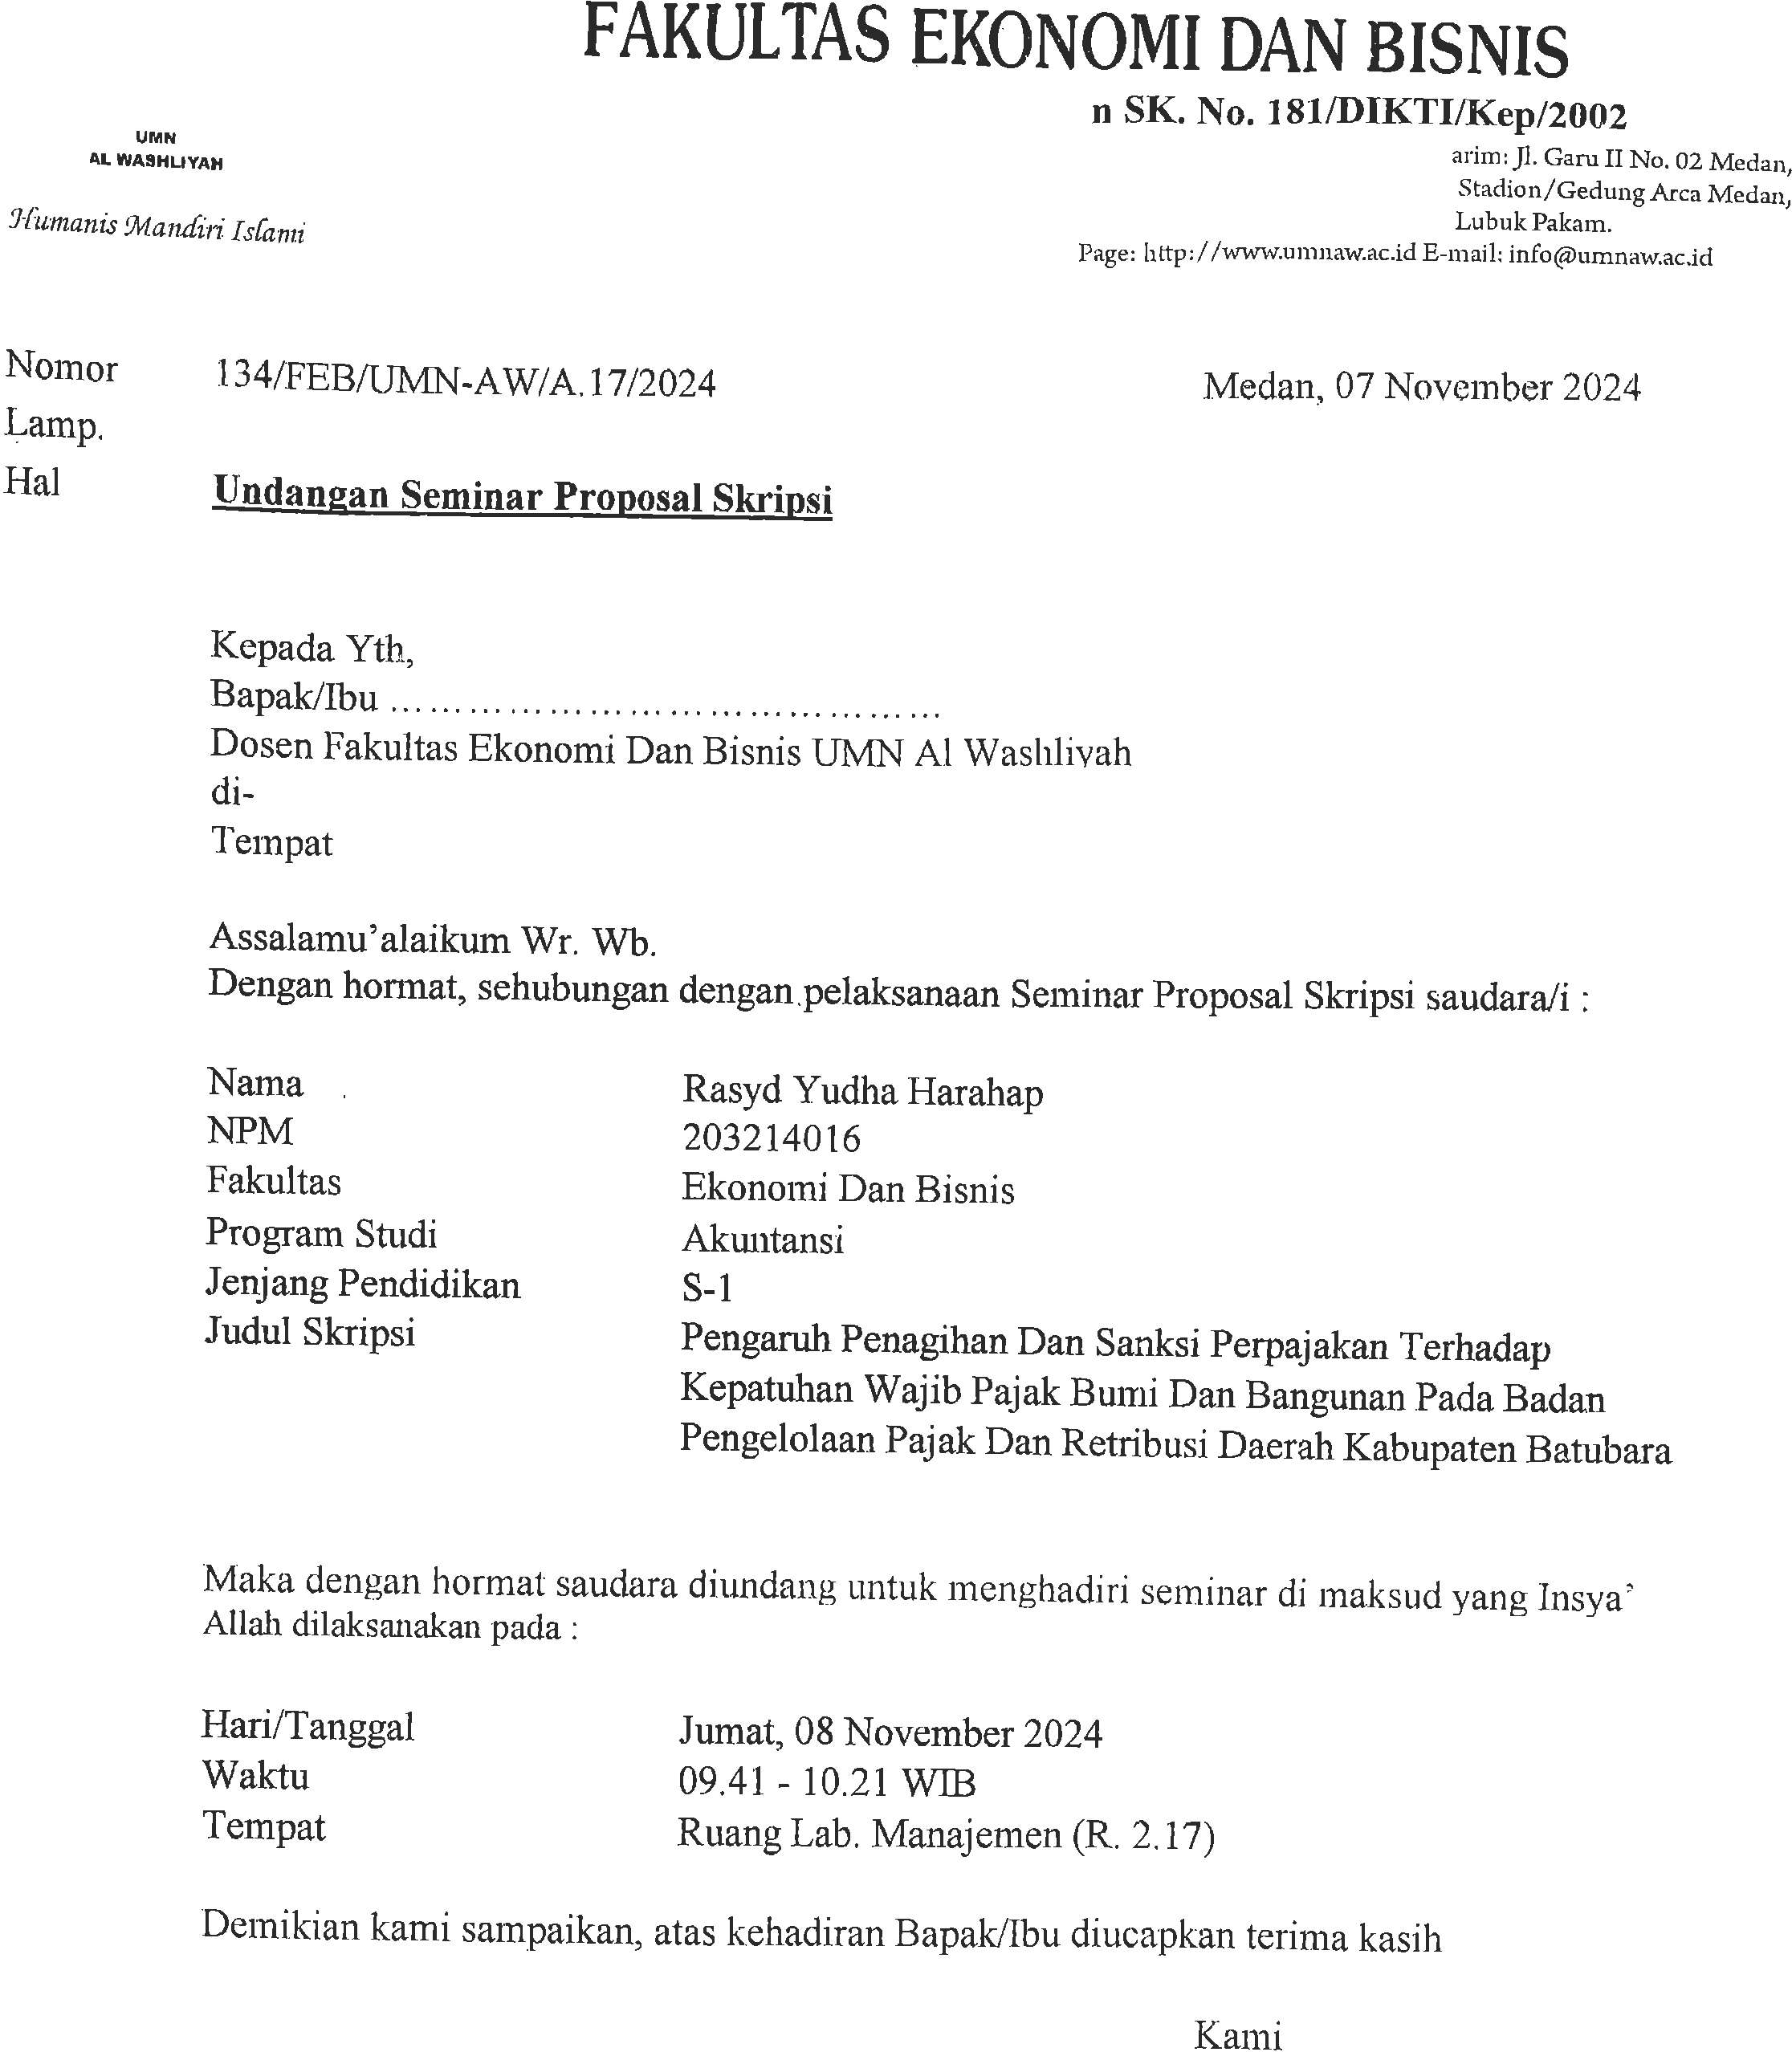 FAKULTAS EKONOMI DAN BISNIS
n SK. No. 181/DIKTI/Kep/2002
UMN
AL WASHLIYAH
Humanis Mandiri Islami
arim: Jl. Garu II No. 02 Medan,
Stadion/Gedung Arca Medan,
Lubuk Pakam.
Page: http://www.umnaw.ac.id E-mail: info@umnaw.ac.id
Nomor 134/FEB/UMN-AW/A.17/2024 Medan, 07 November 2024
Lamp.
Hal Undangan Seminar Proposal Skripsi
Kepada Yth,
Bapak/Ibu ..........................................
Dosen Fakultas Ekonomi Dan Bisnis UMN Al Washliyah
di-
Tempat
Assalamu'alaikum Wr. Wb.
Dengan hormat, sehubungan dengan pelaksanaan Seminar Proposal Skripsi saudara/i :
Nama Rasyd Yudha Harahap
NPM 203214016
Fakultas Ekonomi Dan Bisnis
Program Studi Akuntansi
Jenjang Pendidikan S-1
Judul Skripsi Pengaruh Penagihan Dan Sanksi Perpajakan Terhadap
Kepatuhan Wajib Pajak Bumi Dan Bangunan Pada Badan
Pengelolaan Pajak Dan Retribusi Daerah Kabupaten Batubara
Maka dengan hormat saudara diundang untuk menghadiri seminar di maksud yang Insya'
Allah dilaksanakan pada :
Hari/Tanggal Jumat, 08 November 2024
Waktu 09.41 - 10.21 WIB
Tempat Ruang Lab. Manajemen (R. 2.17)
Demikian kami sampaikan, atas kehadiran Bapak/Ibu diucapkan terima kasih
Kami